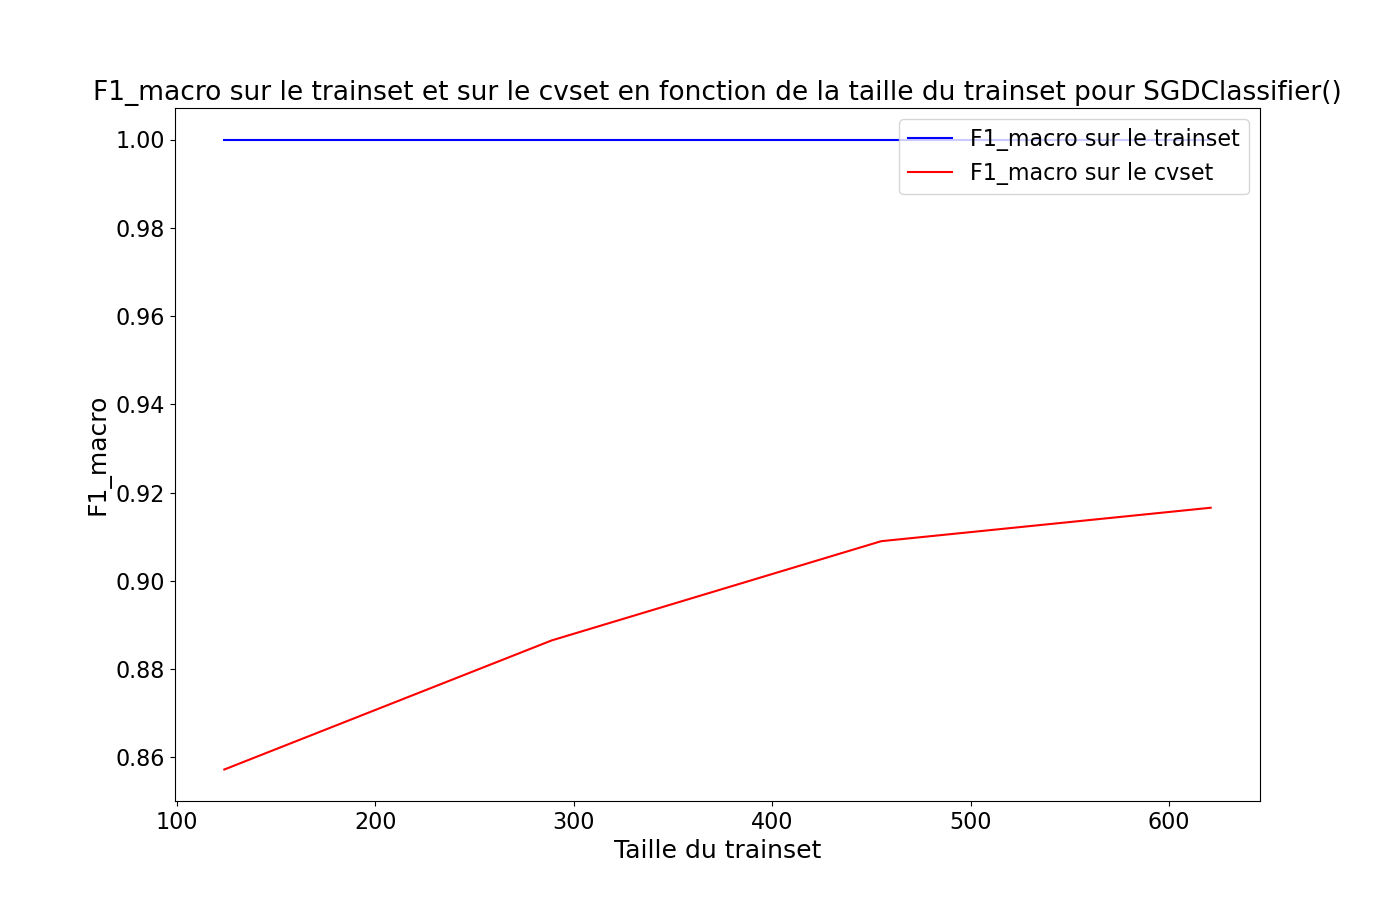 F1_macro sur le trainset et sur le cvset en fonction de la taille du trainset pour SGDClassifier()
F1_macro sur le trainset
F1_macro sur le cvset
F1_macro
1.00
0.98
0.96
0.94
0.92
0.90
0.88
0.86
100 200 300 400 500 600
Taille du trainset